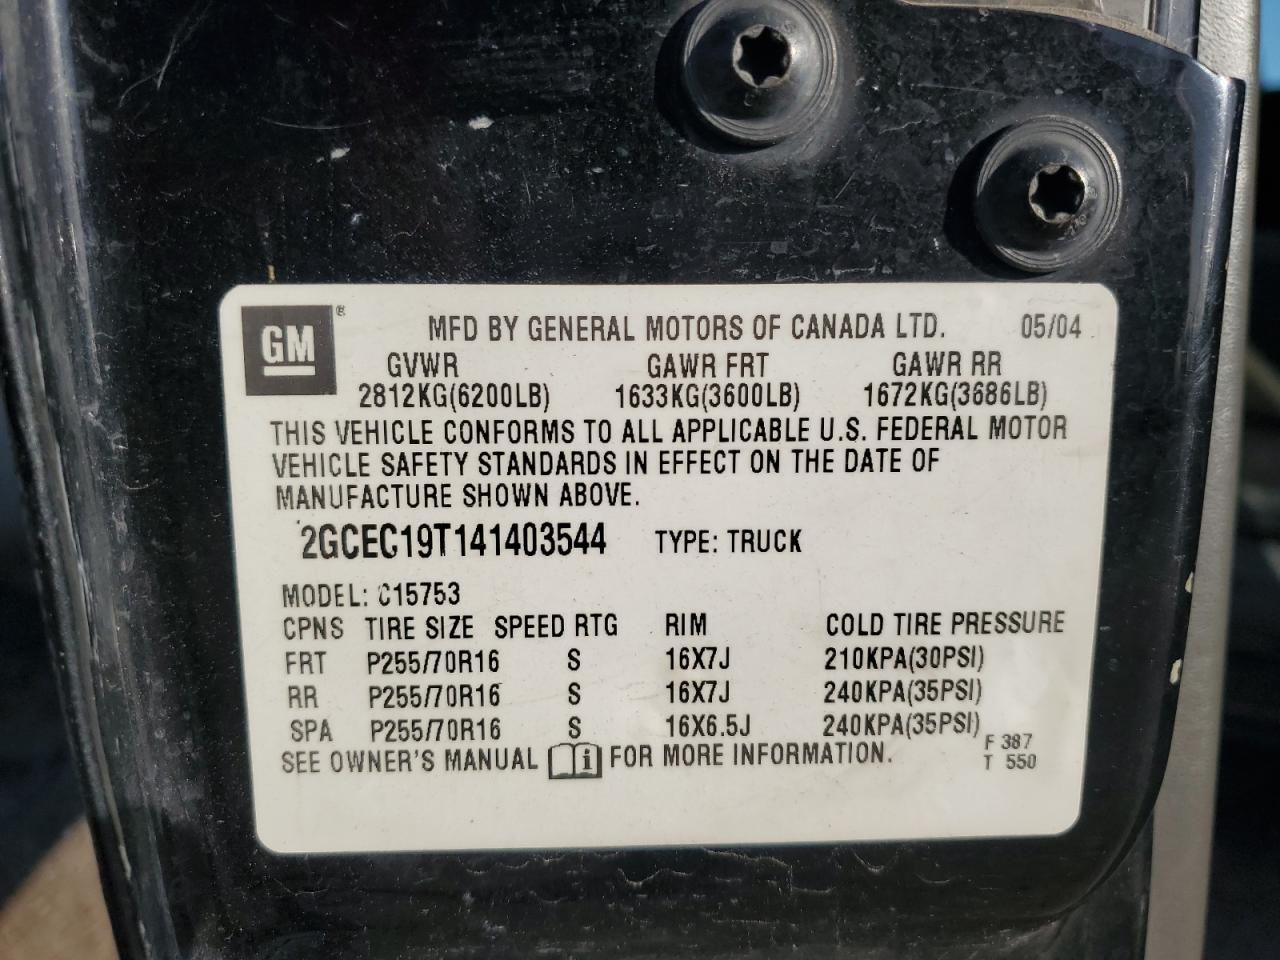 GM ®
MFD BY GENERAL MOTORS OF CANADA LTD. 05/04
GVWR GAWR FRT GAWR RR
2812KG(6200LB) 1633KG(3600LB) 1672KG(3686LB)
THIS VEHICLE CONFORMS TO ALL APPLICABLE U.S. FEDERAL MOTOR
VEHICLE SAFETY STANDARDS IN EFFECT ON THE DATE OF
MANUFACTURE SHOWN ABOVE.
2GCEC19T141403544 TYPE: TRUCK
MODEL: C15753
CPNS TIRE SIZE SPEED RTG RIM COLD TIRE PRESSURE
FRT P255/70R16 S 16X7J 210KPA(30PSI)
RR P255/70R16 S 16X7J 240KPA(35PSI)
SPA P255/70R16 S 16X6.5J 240KPA(35PSI)
SEE OWNER'S MANUAL i FOR MORE INFORMATION.
F 387
T 550